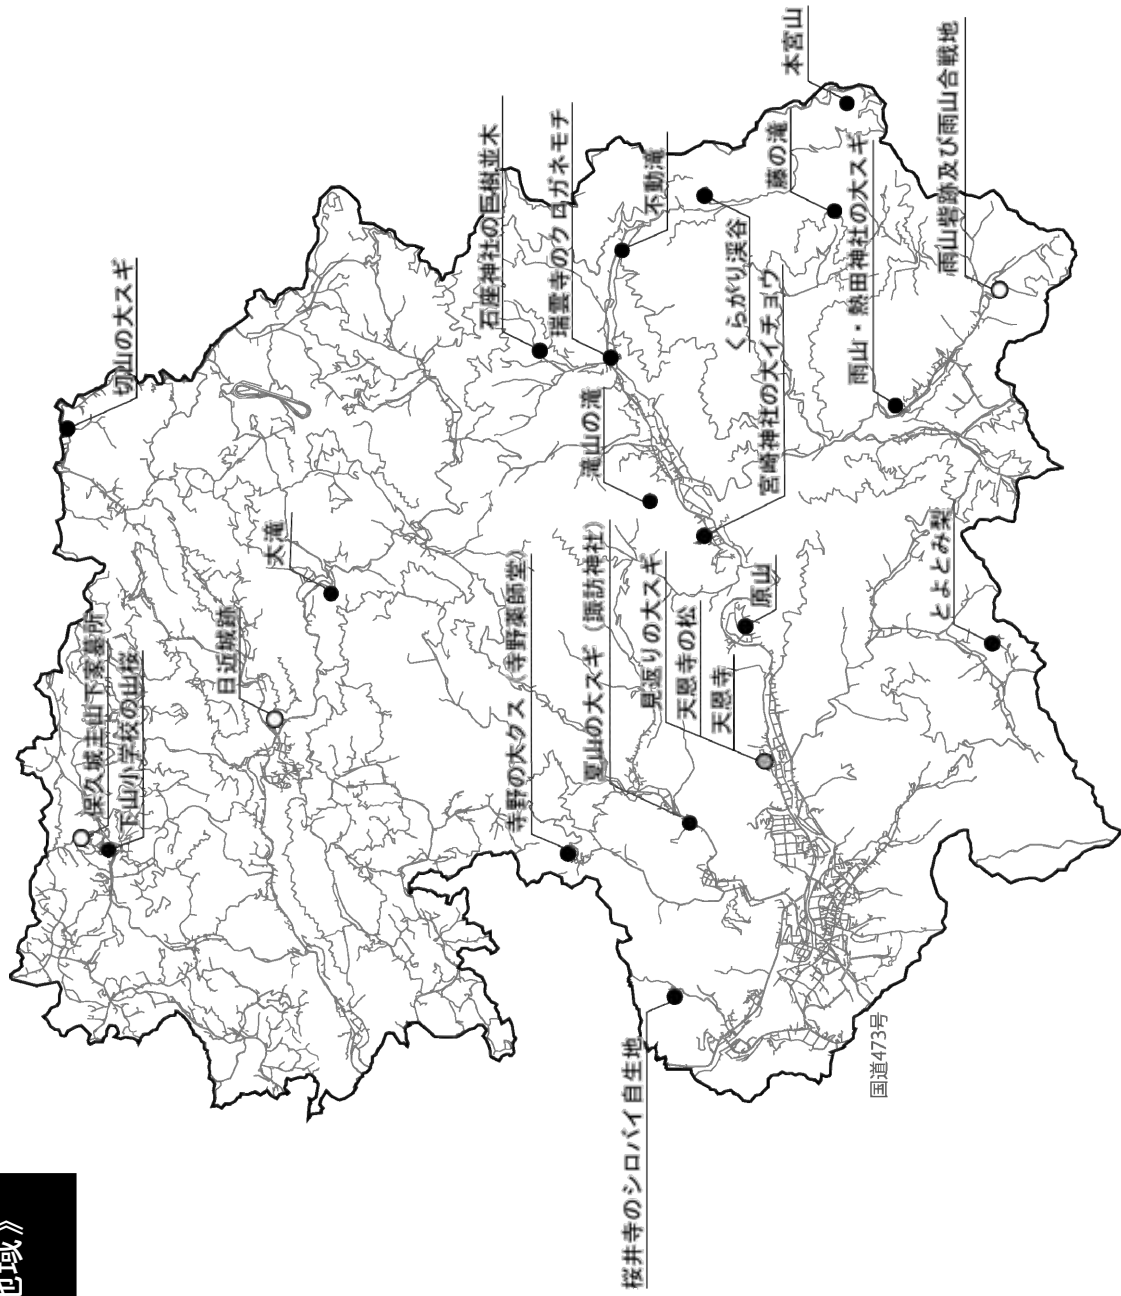 切山の大スギ
保久城主山下家墓所
下山小学校の山桜
大滝
日近城跡
石座神社の巨樹並木
瑞雲寺のクロガネモチ
不動滝
本宮山
藤の滝
くらがり渓谷
雨山・熱田神社の大スギ
雨山砦跡及び雨山合戦地
滝山の滝
宮崎神社の大イチョウ
寺野の大クス(寺野薬師堂)
夏山の大スギ(諏訪神社)
見返りの大スギ
天恩寺の松
天恩寺
原山
とよとみ梨
桜井寺のシロバイ自生地
国道473号
地域》